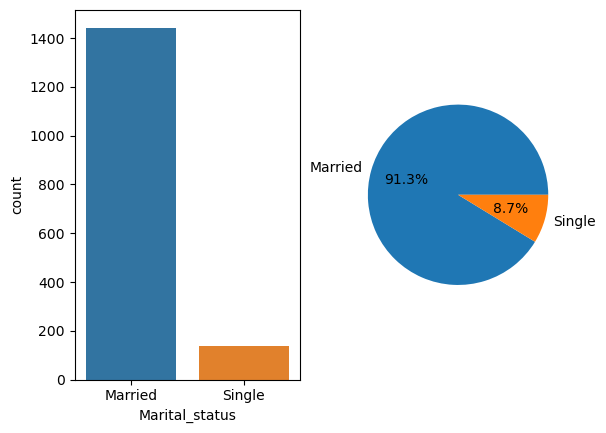 1400
1200
1000
800
600
400
200
0
count
Married
Single
Marital_status
Married
91.3%
8.7%
Single